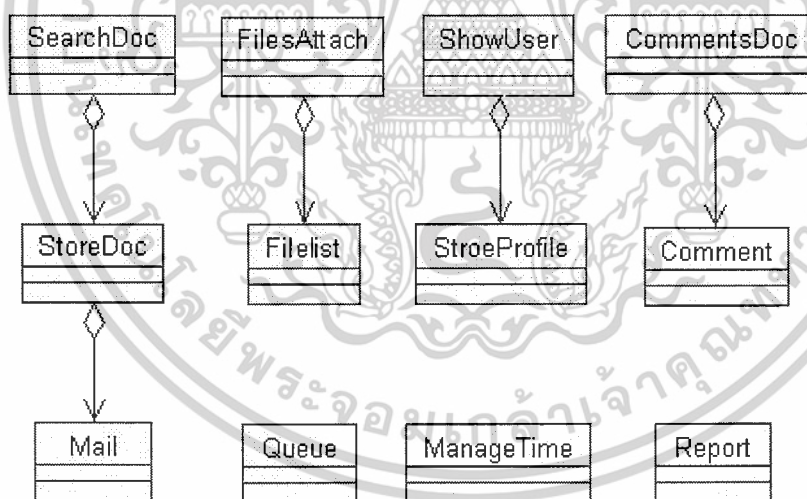 SearchDoc FilesAttach ShowUser CommentsDoc
StoreDoc Filelist StroeProfile Comment
Mail Queue ManageTime Report